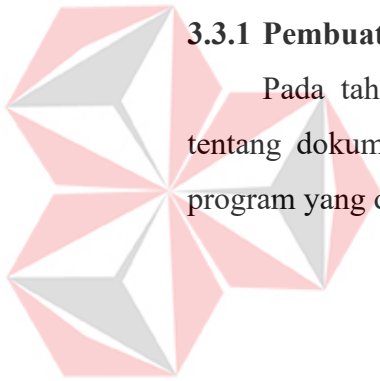 3.3.1 Pembuat
Pada tah
tentang dokum
program yang